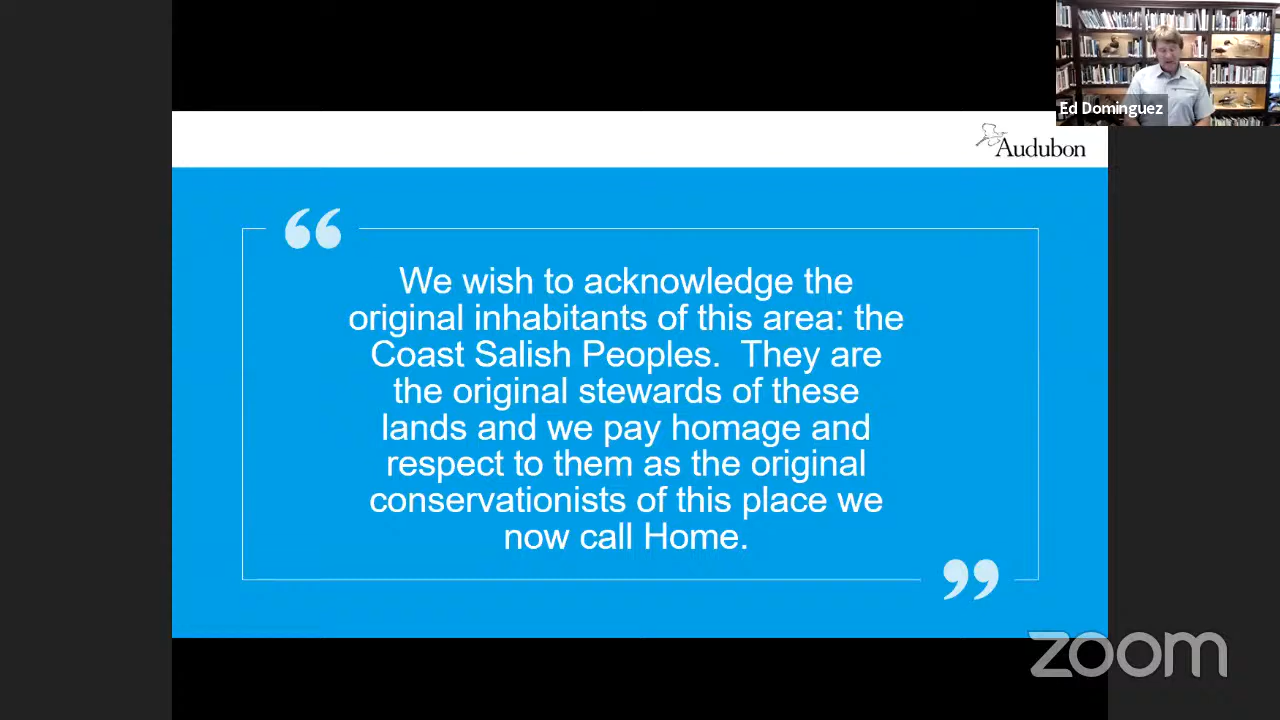 Ed Dominguez
Audubon
“
We wish to acknowledge the
original inhabitants of this area: the
Coast Salish Peoples.  They are
the original stewards of these
lands and we pay homage and
respect to them as the original
conservationists of this place we
now call Home.
”
zoom